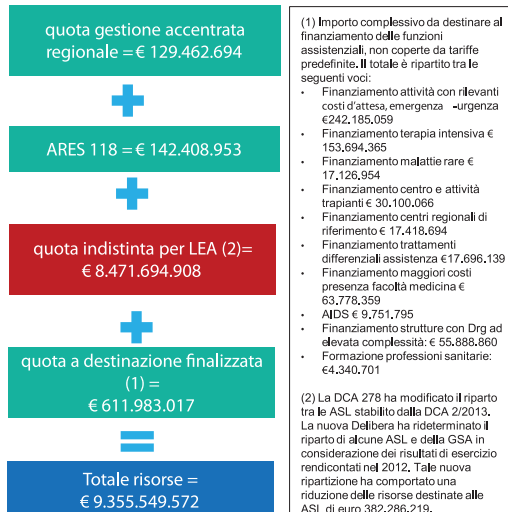 quota gestione accentrata
regionale = € 129.462.694
ARES 118 = € 142.408.953
quota indistinta per LEA (2)=
€ 8.471.694.908
quota a destinazione finalizzata
(1) =
€ 611.983.017
Totale risorse =
€ 9.355.549.572
(1) Importo complessivo da destinare al
finanziamento delle funzioni
assistenziali, non coperte da tariffe
predefinite. Il totale è ripartito tra le
seguenti voci:
• Finanziamento attività con rilevanti
costi d'attesa, emergenza -urgenza
€242.185.059
• Finanziamento terapia intensiva €
153.694.365
• Finanziamento malattie rare €
17.126.954
• Finanziamento centro e attività
trapianti € 30.100.066
• Finanziamento centri regionali di
riferimento € 17.418.694
• Finanziamento trattamenti
differenziali assistenza €17.696.139
• Finanziamento maggiori costi
presenza facoltà medicina €
63.778.359
• AIDS € 9.751.795
• Finanziamento strutture con Drg ad
elevata complessità: € 55.888.860
• Formazione professioni sanitarie:
€4.340.701
(2) La DCA 278 ha modificato il riparto
tra le ASL stabilito dalla DCA 2/2013.
La nuova Delibera ha rideterminato il
riparto di alcune ASL e della GSA in
considerazione dei risultati di esercizio
rendicontati nel 2012. Tale nuova
ripartizione ha comportato una
riduzione delle risorse destinate alle
ASL di euro 382.286.219.